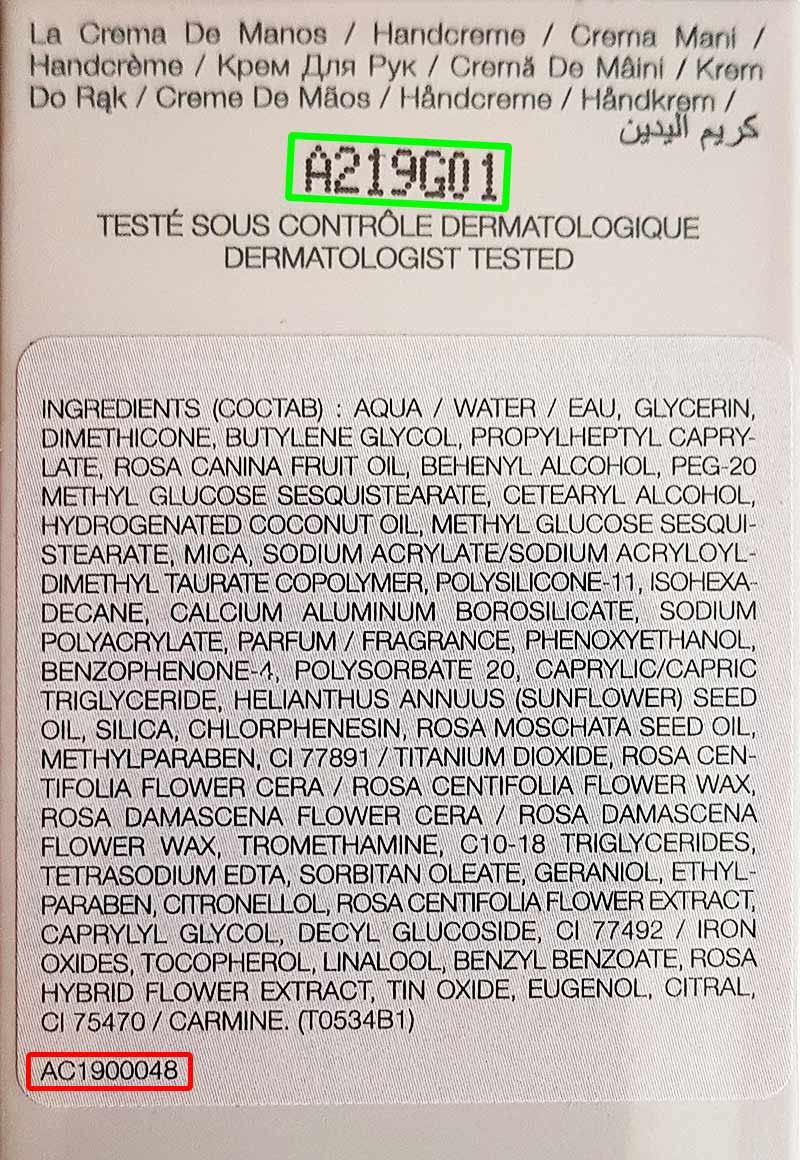 La Crema De Manos / Handcreme / Crema Mani /
Handcrème / Крем Для Рук / Cremă De Mâini / Krem
Do Rąk / Creme De Mãos / Håndcreme / Håndkrem /
كريم اليدين
A219G01
TESTÉ SOUS CONTRÔLE DERMATOLOGIQUE
DERMATOLOGIST TESTED
INGREDIENTS (COCTAB) : AQUA / WATER / EAU, GLYCERIN,
DIMETHICONE, BUTYLENE GLYCOL, PROPYLHEPTYL CAPRY-
LATE, ROSA CANINA FRUIT OIL, BEHENYL ALCOHOL, PEG-20
METHYL GLUCOSE SESQUISTEARATE, CETEARYL ALCOHOL,
HYDROGENATED COCONUT OIL, METHYL GLUCOSE SESQUI-
STEARATE, MICA, SODIUM ACRYLATE/SODIUM ACRYLOYL-
DIMETHYL TAURATE COPOLYMER, POLYSILICONE-11, ISOHEXA-
DECANE, CALCIUM ALUMINUM BOROSILICATE, SODIUM
POLYACRYLATE, PARFUM / FRAGRANCE, PHENOXYETHANOL,
BENZOPHENONE-4, POLYSORBATE 20, CAPRYLIC/CAPRIC
TRIGLYCERIDE, HELIANTHUS ANNUUS (SUNFLOWER) SEED
OIL, SILICA, CHLORPHENESIN, ROSA MOSCHATA SEED OIL,
METHYLPARABEN, CI 77891 / TITANIUM DIOXIDE, ROSA CEN-
TIFOLIA FLOWER CERA / ROSA CENTIFOLIA FLOWER WAX,
ROSA DAMASCENA FLOWER CERA / ROSA DAMASCENA
FLOWER WAX, TROMETHAMINE, C10-18 TRIGLYCERIDES,
TETRASODIUM EDTA, SORBITAN OLEATE, GERANIOL, ETHYL-
PARABEN, CITRONELLOL, ROSA CENTIFOLIA FLOWER EXTRACT,
CAPRYLYL GLYCOL, DECYL GLUCOSIDE, CI 77492 / IRON
OXIDES, TOCOPHEROL, LINALOOL, BENZYL BENZOATE, ROSA
HYBRID FLOWER EXTRACT, TIN OXIDE, EUGENOL, CITRAL,
CI 75470 / CARMINE. (T0534B1)
AC1900048